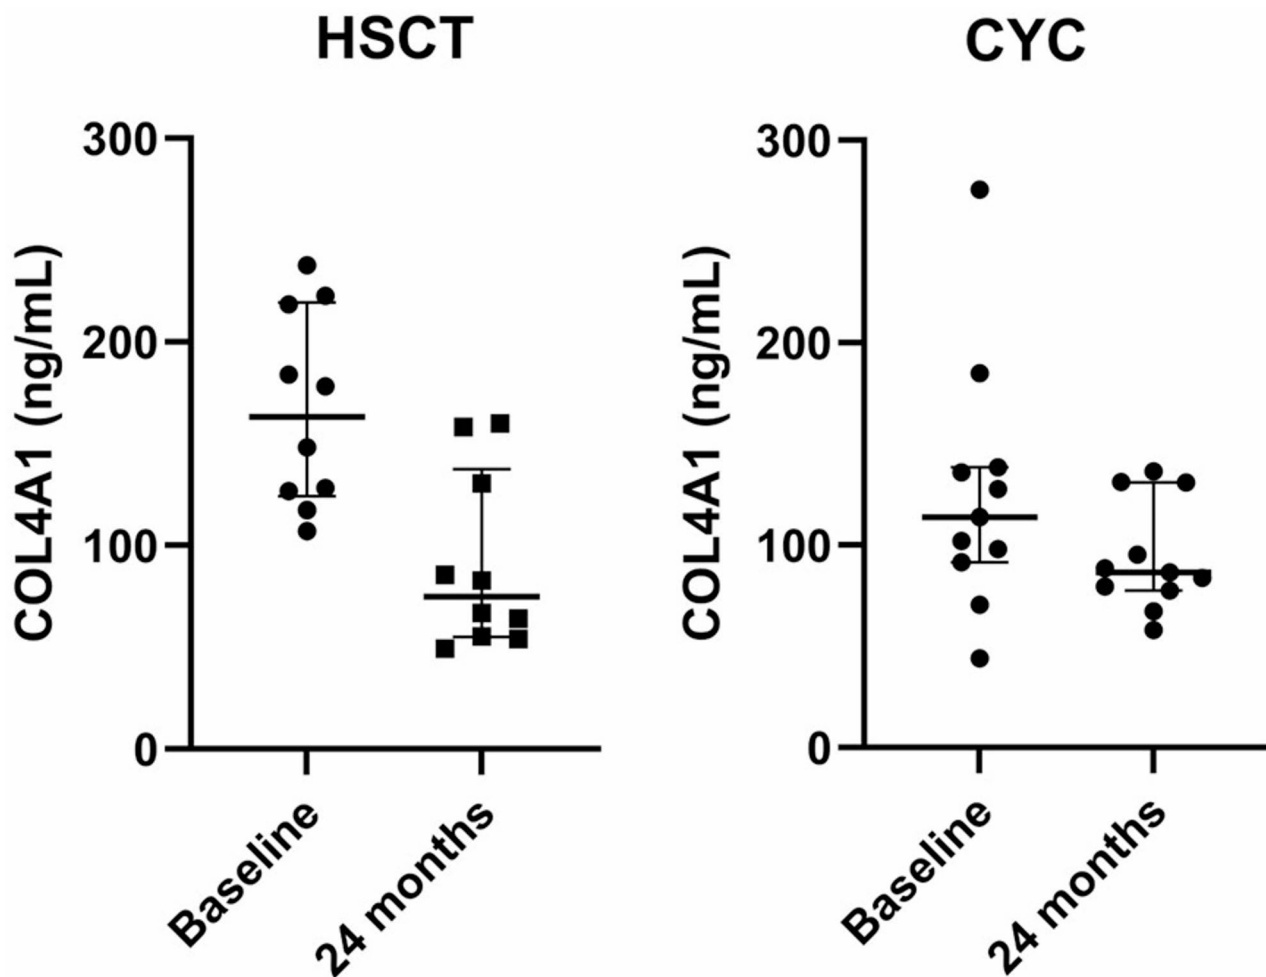 HSCT
COL4A1 (ng/mL)
300
200
100
0
Baseline
24 months
CYC
COL4A1 (ng/mL)
300
200
100
0
Baseline
24 months